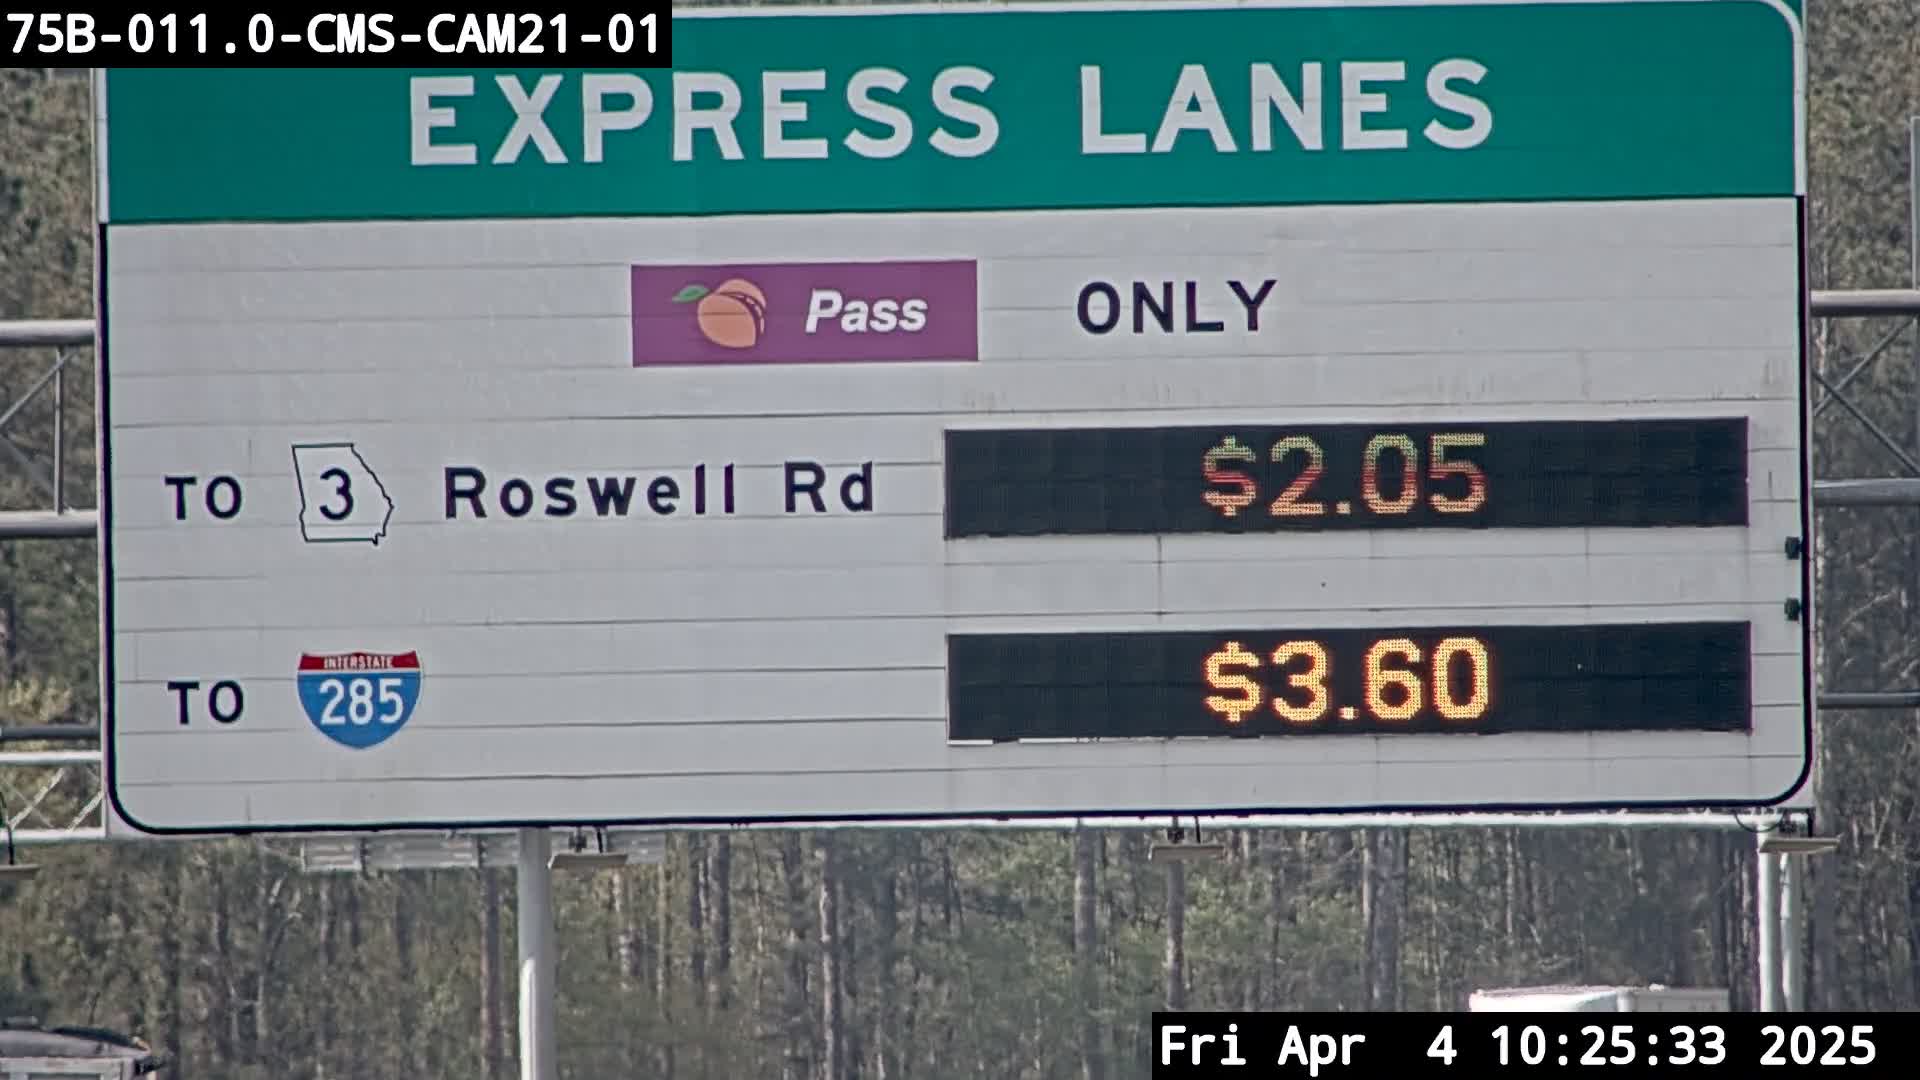 75B-011.0-CMS-CAM21-01
EXPRESS LANES
Pass ONLY
TO 3 Roswell Rd $2.05
TO INTERSTATE 285 $3.60
Fri Apr 4 10:25:33 2025